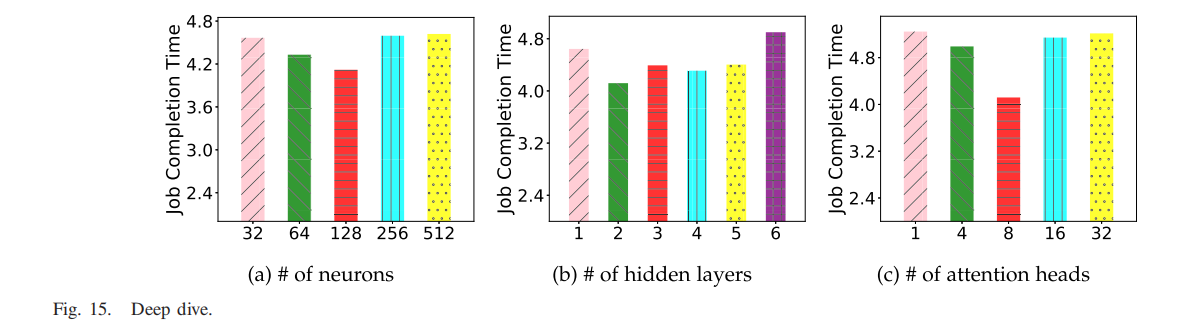 Job Completion Time
4.8
4.2
3.6
3.0
2.4
32 64 128 256 512
(a) # of neurons
Job Completion Time
4.8
4.0
3.2
2.4
1 2 3 4 5 6
(b) # of hidden layers
Job Completion Time
4.8
4.0
3.2
2.4
1 4 8 16 32
(c) # of attention heads
Fig. 15. Deep dive.